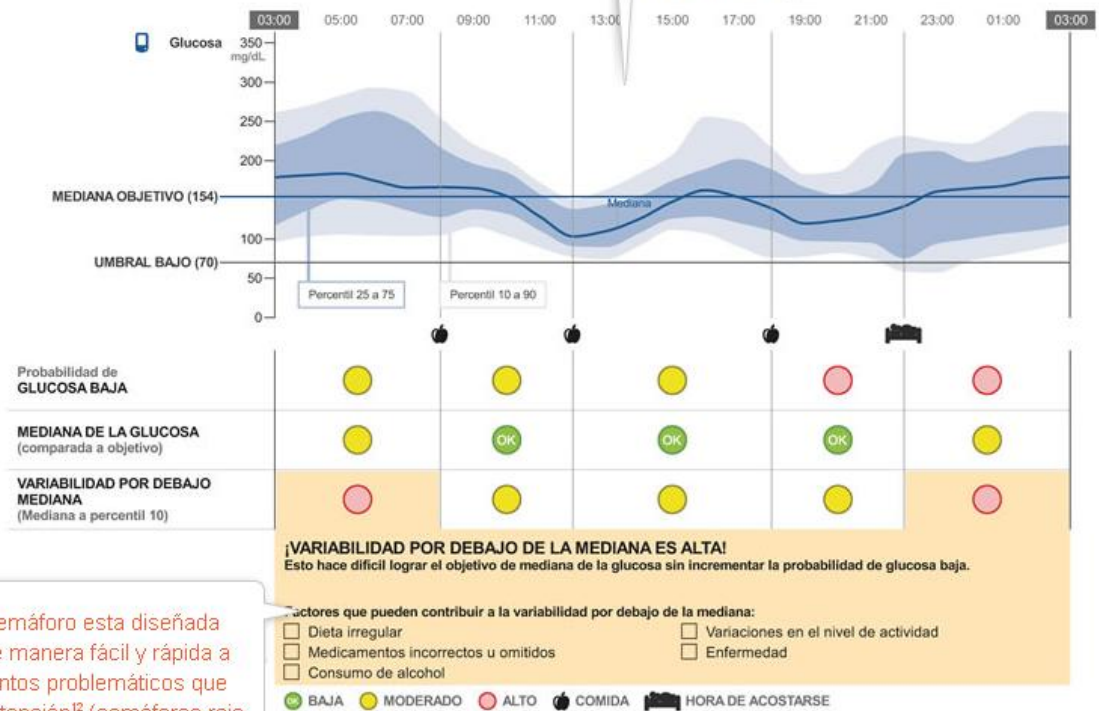 03:00 05:00 07:00 09:00 11:00 13:00 15:00 17:00 19:00 21:00 23:00 01:00 03:00
Glucosa
mg/dL
350
300
250
200
MEDIANA OBJETIVO (154)
Mediana
100
UMBRAL BAJO (70)
50
Percentil 25 a 75
Percentil 10 a 90
0
Probabilidad de
GLUCOSA BAJA
MEDIANA DE LA GLUCOSA
(comparada a objetivo)
OK OK OK
VARIABILIDAD POR DEBAJO
MEDIANA
(Mediana a percentil 10)
¡VARIABILIDAD POR DEBAJO DE LA MEDIANA ES ALTA!
Esto hace dificil lograr el objetivo de mediana de la glucosa sin incrementar la probabilidad de glucosa baja.
Factores que pueden contribuir a la variabilidad por debajo de la mediana:
Dieta irregular
Variaciones en el nivel de actividad
Medicamentos incorrectos u omitidos
Enfermedad
Consumo de alcohol
OK BAJA MODERADO ALTO COMIDA HORA DE ACOSTARSE
emáforo esta diseñada
manera fácil y rápida a
ntos problemáticos que